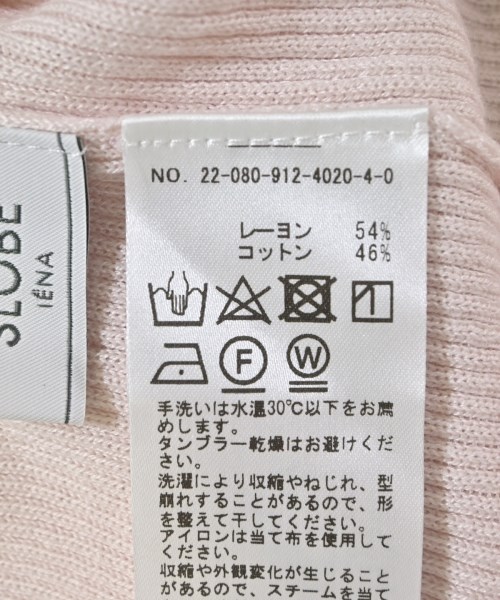 SLOBE
IÉNA
NO. 22-080-912-4020-4-0
レーヨン 54%
コットン 46%
F
W
手洗いは水温30℃以下をお薦
めします。
タンブラー乾燥はお避けくだ
さい。
洗濯により収縮やねじれ、型
崩れすることがあるので、形
を整えて干してください。
アイロンは当て布を使用して
ください。
収縮や外観変化が生じること
があるので、スチームを当て